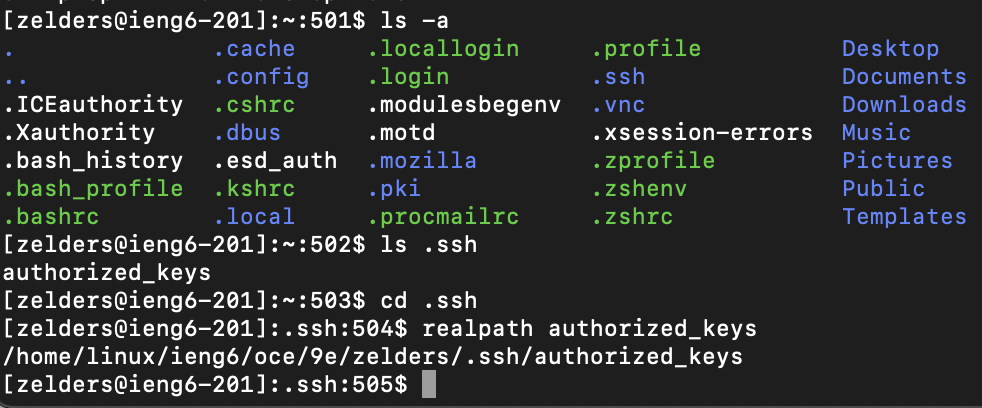 [zelders@ieng6-201]:~:501$ ls -a
. .cache .locallogin .profile Desktop
.. .config .login .ssh Documents
.ICEauthority .cshrc .modulesbegenv .vnc Downloads
.Xauthority .dbus .motd .xsession-errors Music
.bash_history .esd_auth .mozilla .zprofile Pictures
.bash_profile .kshrc .pki .zshenv Public
.bashrc .local .procmailrc .zshrc Templates
[zelders@ieng6-201]:~:502$ ls .ssh
authorized_keys
[zelders@ieng6-201]:~:503$ cd .ssh
[zelders@ieng6-201]:.ssh:504$ realpath authorized_keys
/home/linux/ieng6/oce/9e/zelders/.ssh/authorized_keys
[zelders@ieng6-201]:.ssh:505$